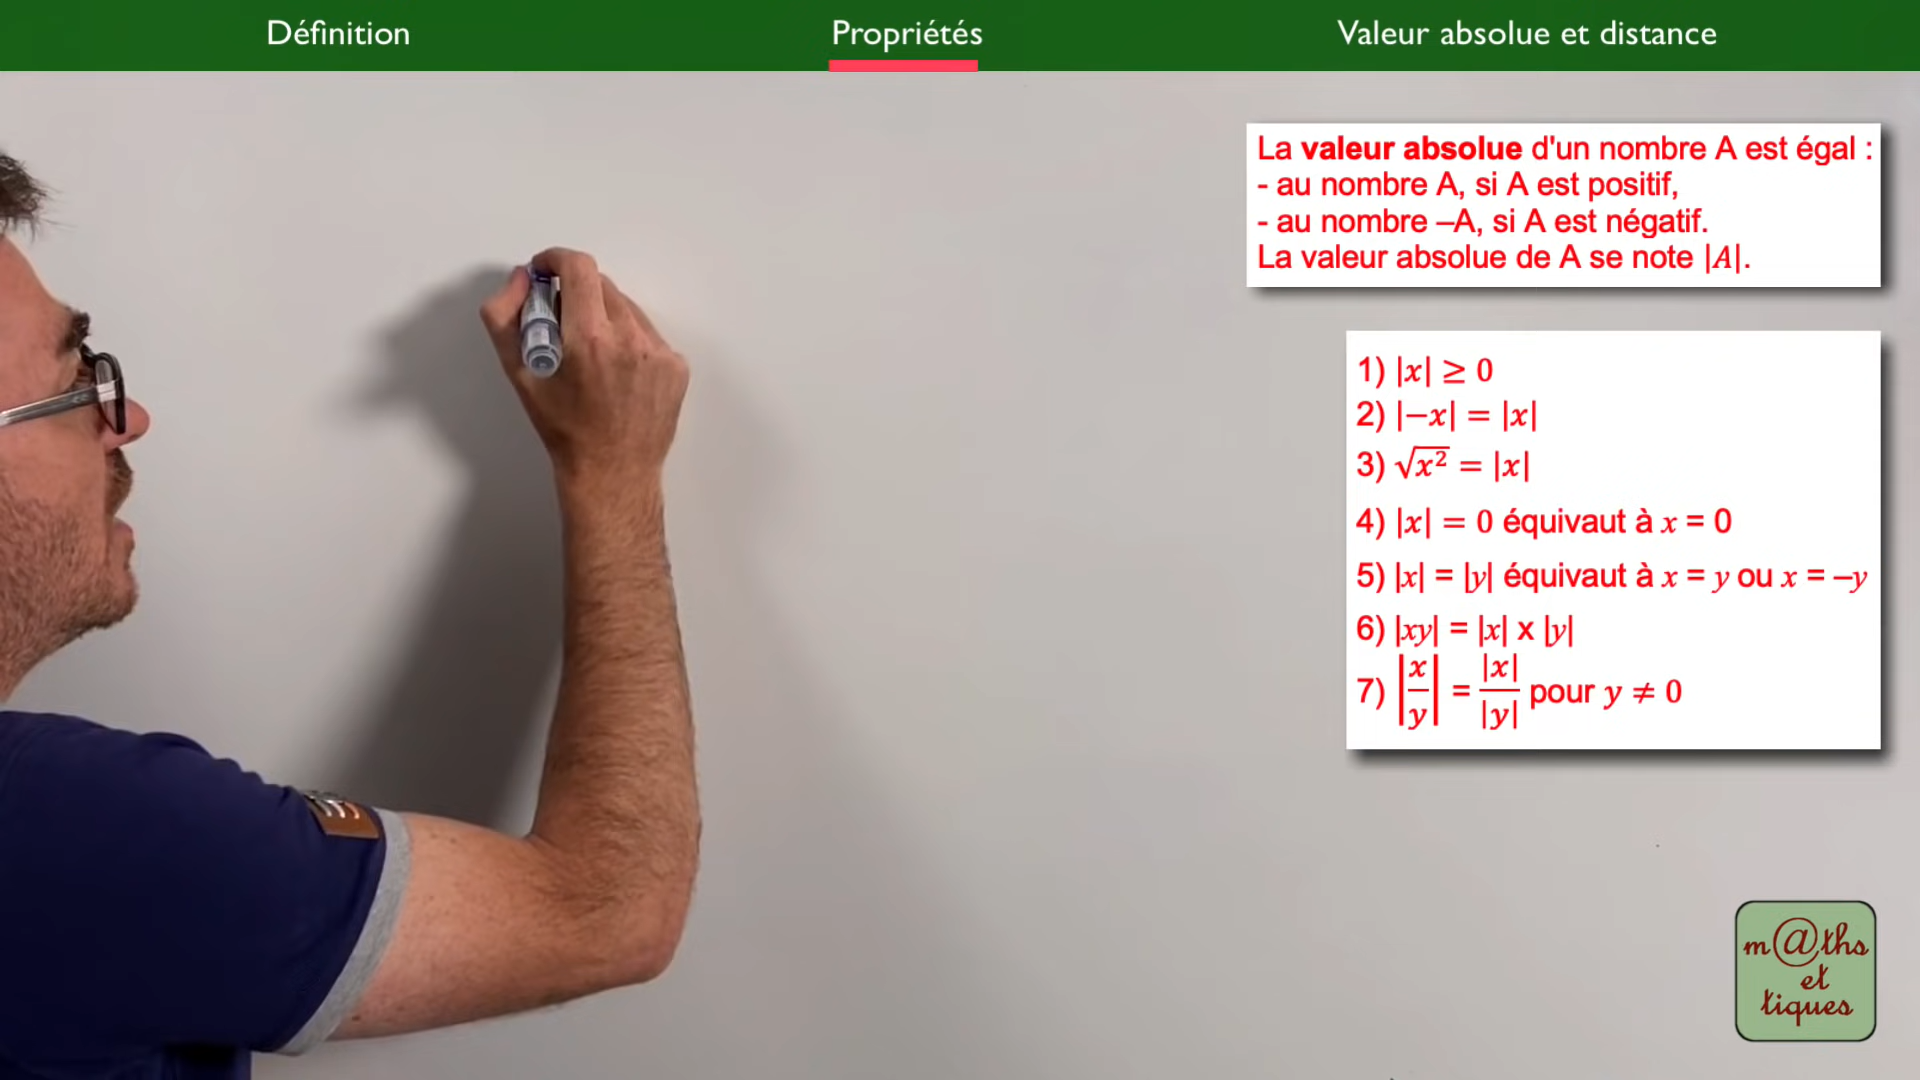 Définition
Propriétés
Valeur absolue et distance
La valeur absolue d'un nombre A est égal :
- au nombre A, si A est positif,
- au nombre –A, si A est négatif.
La valeur absolue de A se note |A|.
1) |x| ≥ 0
2) |−x| = |x|
3) √x² = |x|
4) |x| = 0 équivaut à x = 0
5) |x| = |y| équivaut à x = y ou x = –y
6) |xy| = |x| x |y|
7) |x/y| = |x|/|y| pour y ≠ 0
m@ths
et
tiques